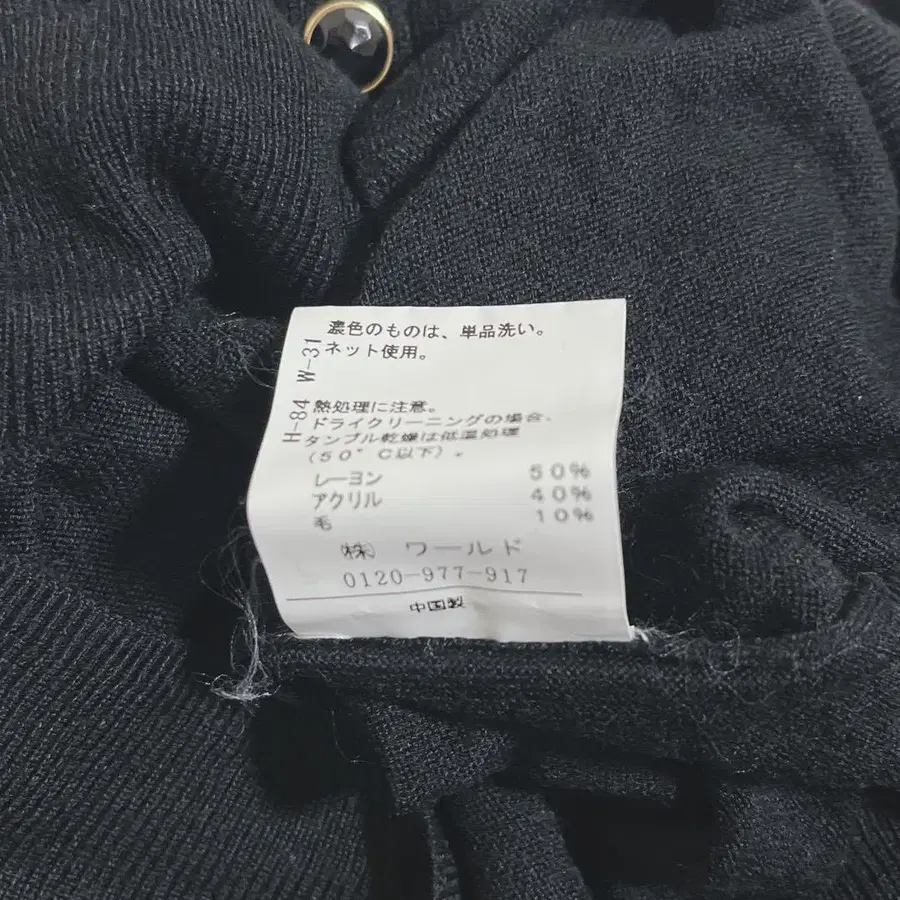 濃色のものは、単品洗い。
ネット使用。
H-84 W-31
熱処理に注意。
ドライクリーニングの場合、
タンブル乾燥は低温処理
(50°C以下)。
レーヨン 50%
アクリル 40%
毛 10%
㈱ ワールド
0120-977-917
中国製